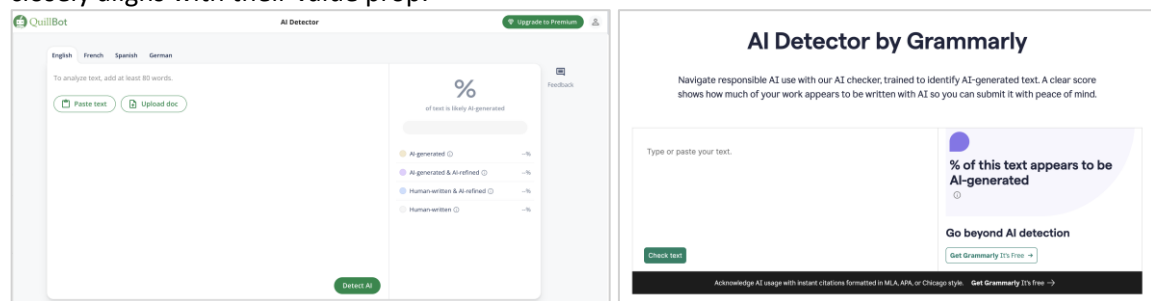 closely aligns with their value prop.
QuillBot
AI Detector
Upgrade to Premium
English French Spanish German
To analyze text, add at least 80 words.
Paste text Upload doc
%
of text is likely AI-generated
Feedback
AI-generated --%
AI-generated & AI-refined --%
Human-written & AI-refined --%
Human-written --%
Detect AI
AI Detector by Grammarly
Navigate responsible AI use with our AI checker, trained to identify AI-generated text. A clear score
shows how much of your work appears to be written with AI so you can submit it with peace of mind.
Type or paste your text.
% of this text appears to be
AI-generated
Go beyond AI detection
Check text
Get Grammarly It's Free →
Acknowledge AI usage with instant citations formatted in MLA, APA, or Chicago style. Get Grammarly It's free →